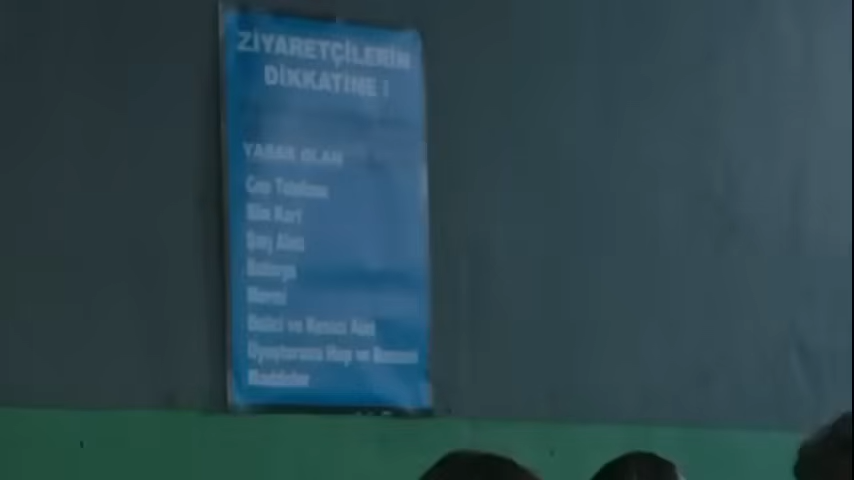 ZİYARETÇİLERİN
DİKKATİNE !
YASAK OLAN
Cep Telefonu
Sim Kart
Şarj Aleti
Batarya
Delici ve Kesici Alet
Uyuşturucu Hap ve Benzeri
Maddeler